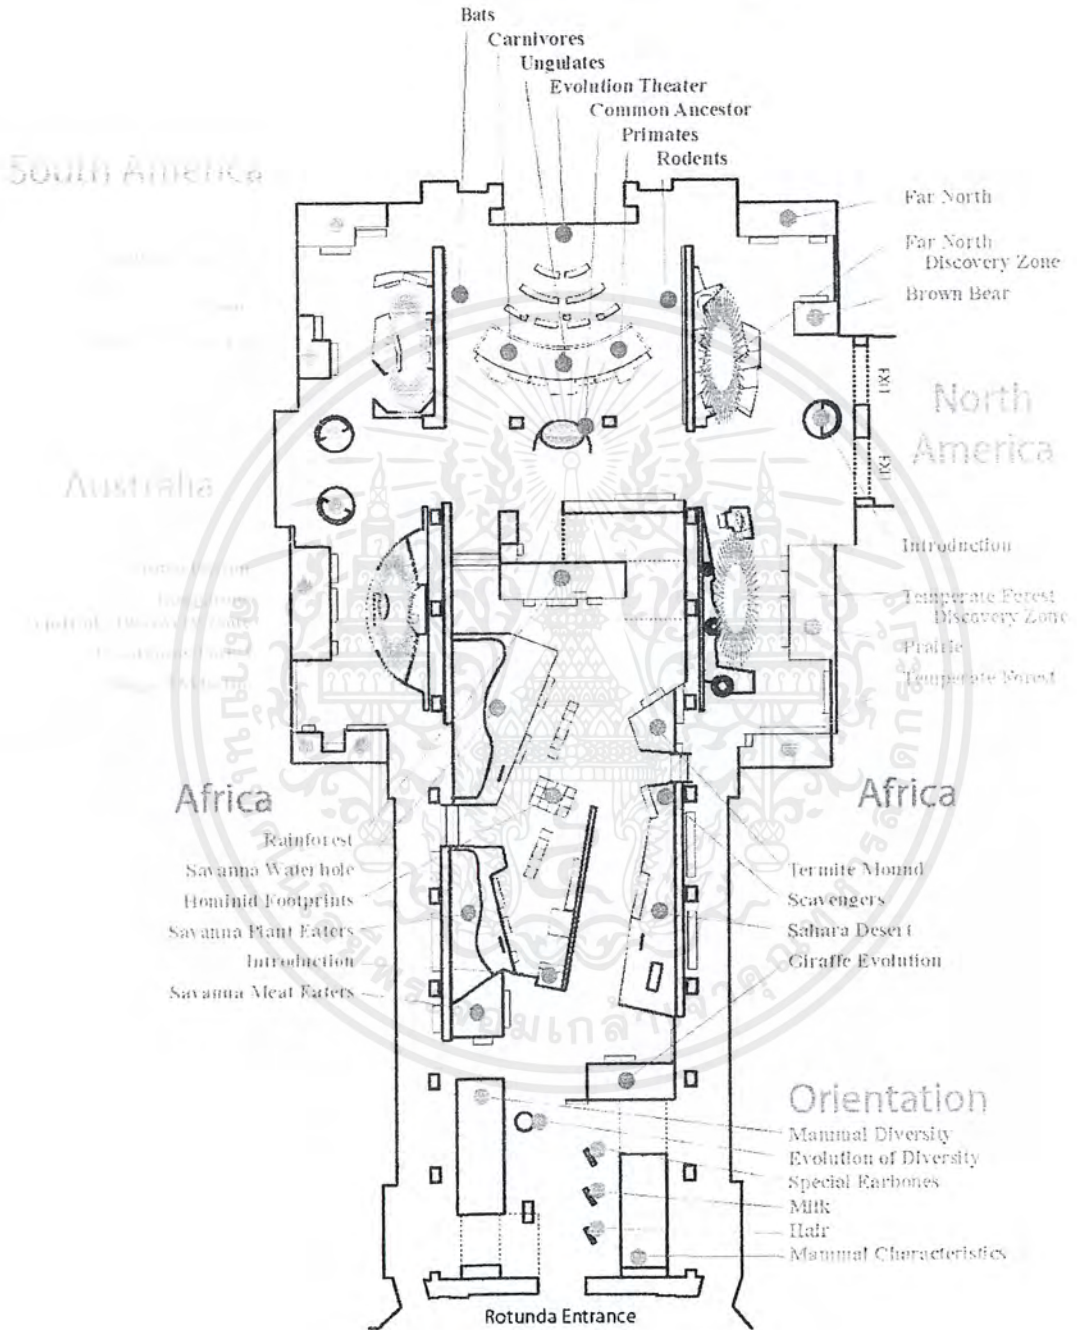 Bats
Carnivores
Ungulates
Evolution Theater
Common Ancestor
Primates
Rodents
South America
Far North
Far North
Discovery Zone
Brown Bear
EXIT
North
America
EXIT
Australia
Introduction
Temperate Forest
Discovery Zone
Prairie
Temperate Forest
Africa
Rainforest
Savanna Waterhole
Hominid Footprints
Savanna Plant Eaters
Introduction
Savanna Meat Eaters
Africa
Termite Mound
Scavengers
Sahara Desert
Giraffe Evolution
Orientation
Mammal Diversity
Evolution of Diversity
Special Earbones
Milk
Hair
Mammal Characteristics
Rotunda Entrance